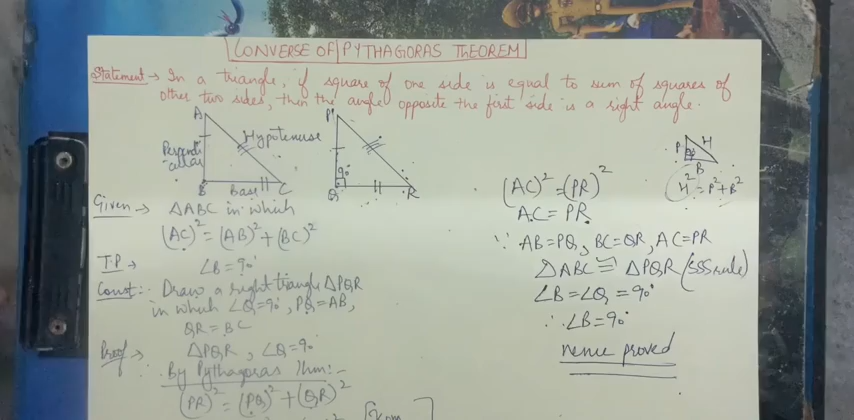 CONVERSE OF PYTHAGORAS THEOREM
Statement → In a triangle, if square of one side is equal to sum of squares of
other two sides, then the angle opposite the first side is a right angle.
A
Hypotenuse
B
Base
C
P
90°
Q
R
Given → ΔABC in which
(AC)² = (AB)² + (BC)²
T.P → ∠B = 90°
Const:- Draw a right triangle ΔPQR
in which ∠Q = 90°, PQ = AB,
QR = BC
Proof → ΔPQR, ∠Q = 90°
By Pythagoras thm:-
(PR)² = (PQ)² + (QR)²
P H
B
H² = P² + B²
(AC)² = (PR)²
AC = PR
∵ AB = PQ, BC = QR, AC = PR
ΔABC ≅ ΔPQR (SSS rule)
∠B = ∠Q = 90°
∴ ∠B = 90°
Hence proved